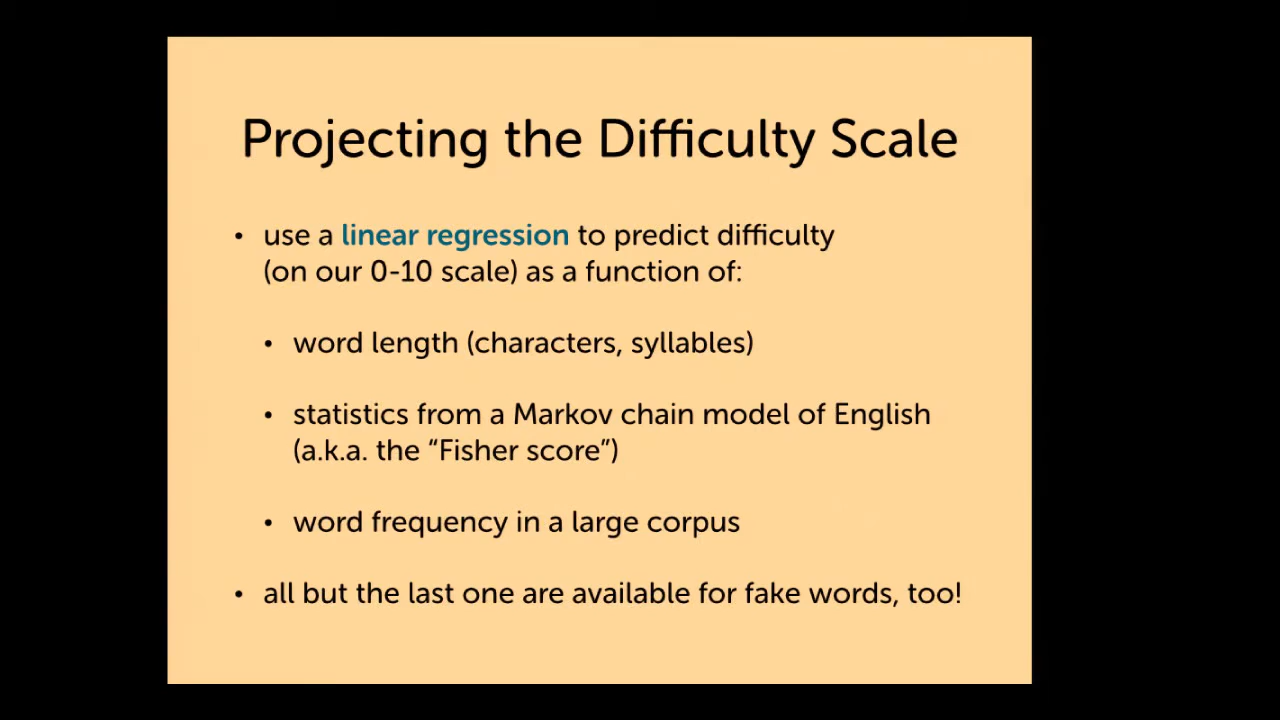 Projecting the Difficulty Scale
• use a linear regression to predict difficulty
(on our 0-10 scale) as a function of:
• word length (characters, syllables)
• statistics from a Markov chain model of English
(a.k.a. the “Fisher score”)
• word frequency in a large corpus
• all but the last one are available for fake words, too!